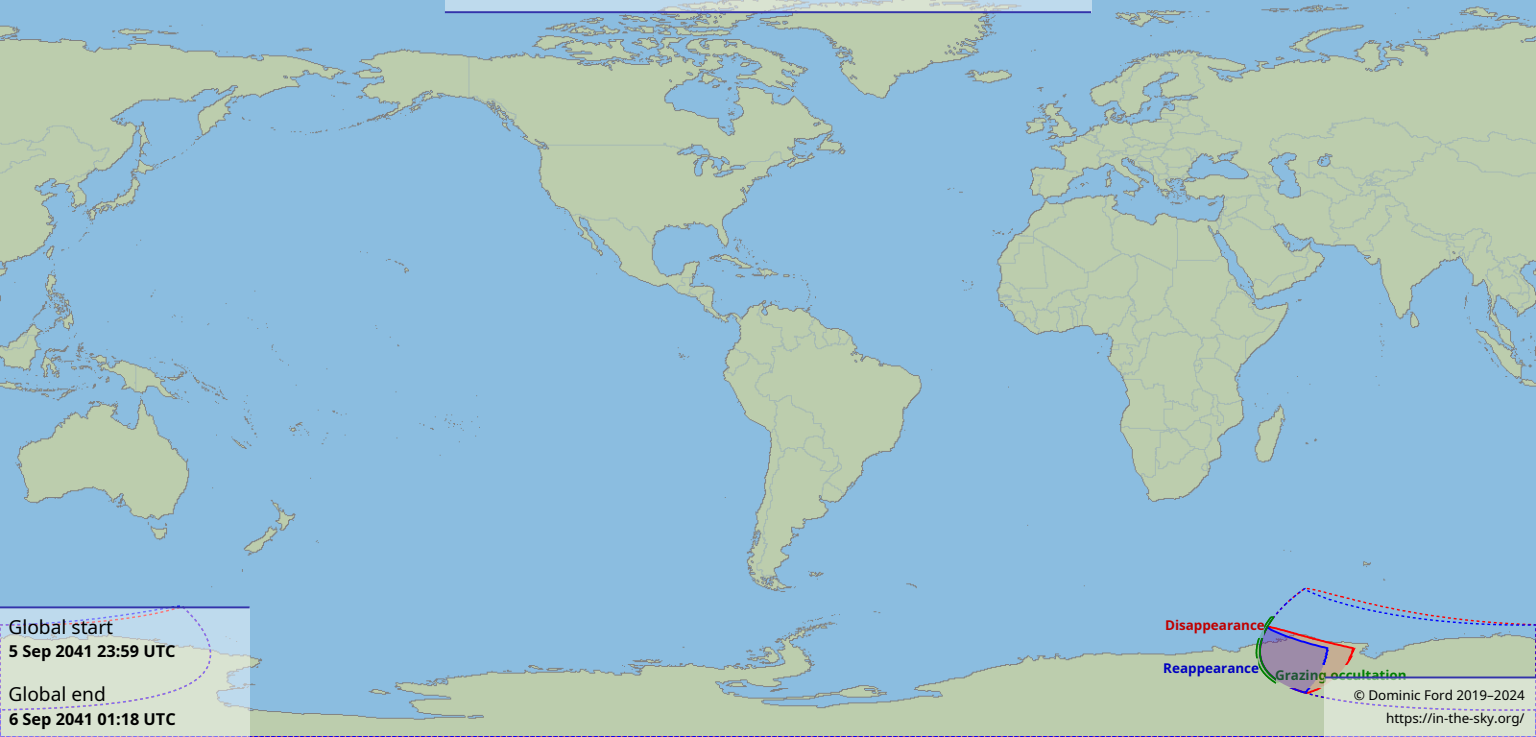 Disappearance
Reappearance
Grazing occultation
Global start
5 Sep 2041 23:59 UTC
Global end
6 Sep 2041 01:18 UTC
© Dominic Ford 2019–2024
https://in-the-sky.org/